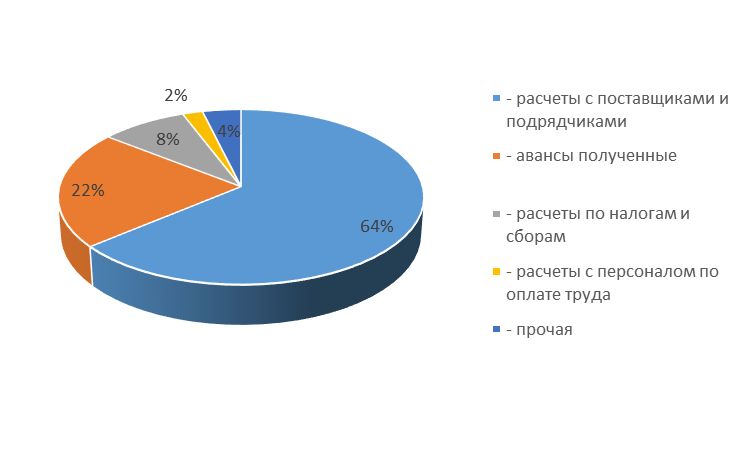 2%
4%
8%
22%
64%
- расчеты с поставщиками и
подрядчиками
- авансы полученные
- расчеты по налогам и
сборам
- расчеты с персоналом по
оплате труда
- прочая